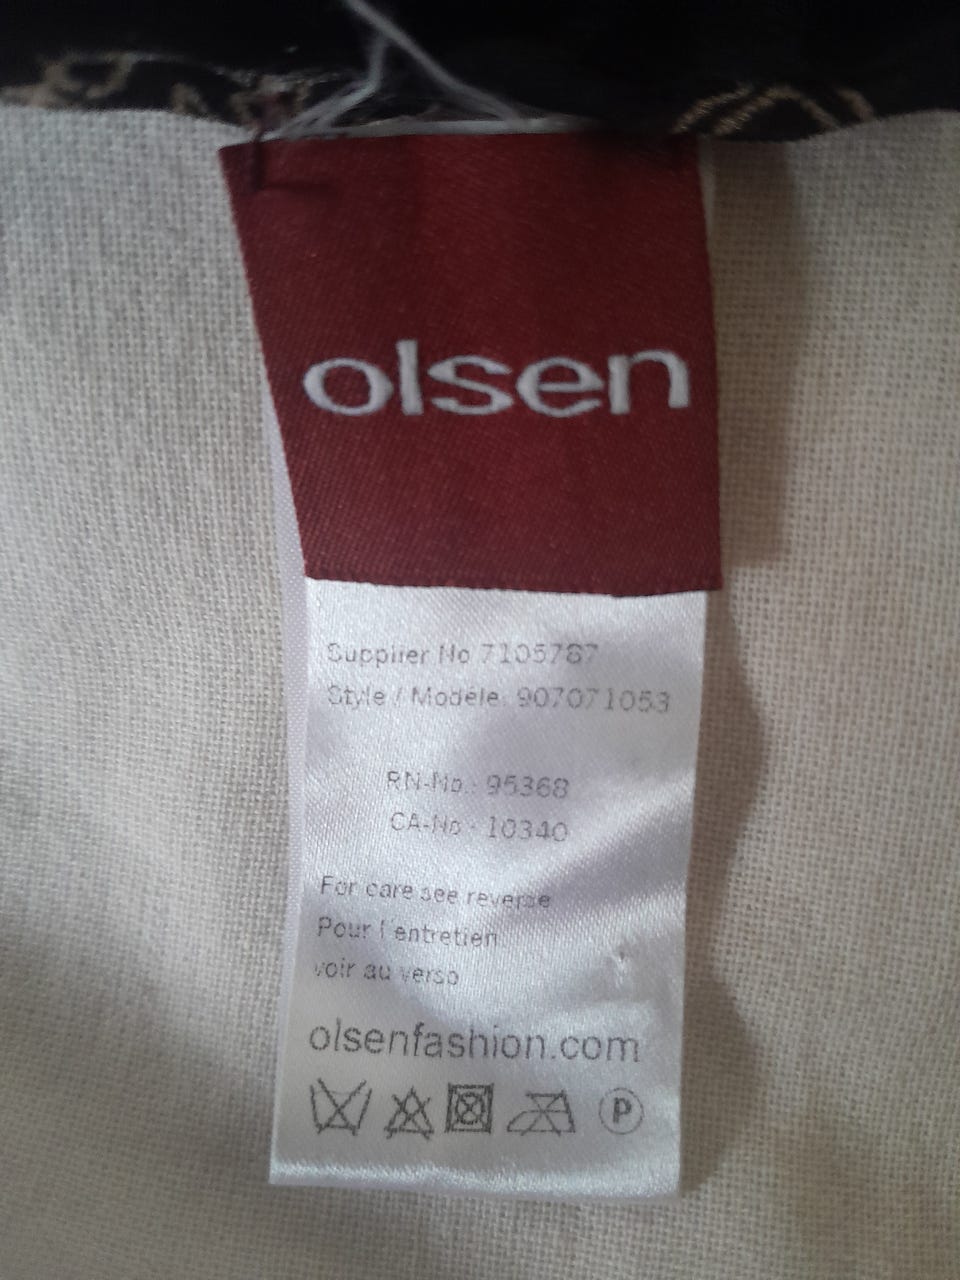 olsen
Supplier No 7105787
Style / Modèle: 907071053
RN-No.: 95368
CA-No.: 10340
For care see reverse
Pour l'entretien
voir au verso
olsenfashion.com
P